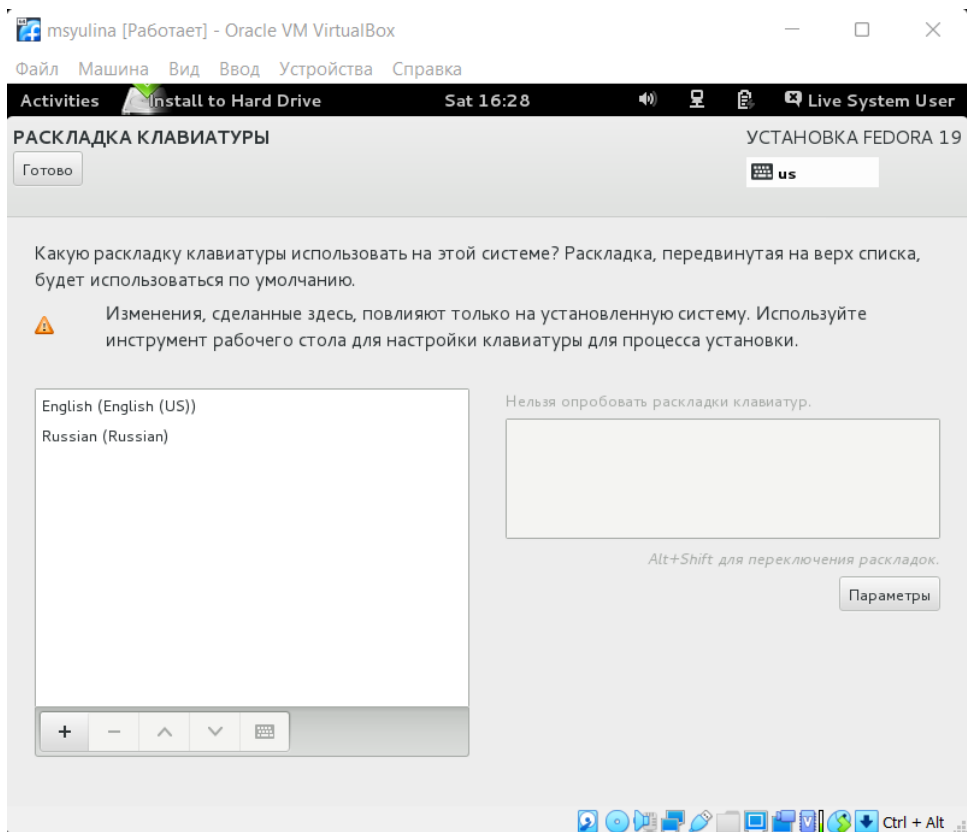 msyulina [Работает] - Oracle VM VirtualBox
Файл Машина Вид Ввод Устройства Справка
Activities Install to Hard Drive Sat 16:28 Live System User
РАСКЛАДКА КЛАВИАТУРЫ
УСТАНОВКА FEDORA 19
Готово
us
Какую раскладку клавиатуры использовать на этой системе? Раскладка, передвинутая на верх списка,
будет использоваться по умолчанию.
Изменения, сделанные здесь, повлияют только на установленную систему. Используйте
инструмент рабочего стола для настройки клавиатуры для процесса установки.
English (English (US))
Russian (Russian)
Нельзя опробовать раскладки клавиатур.
Alt+Shift для переключения раскладок.
Параметры
Ctrl + Alt